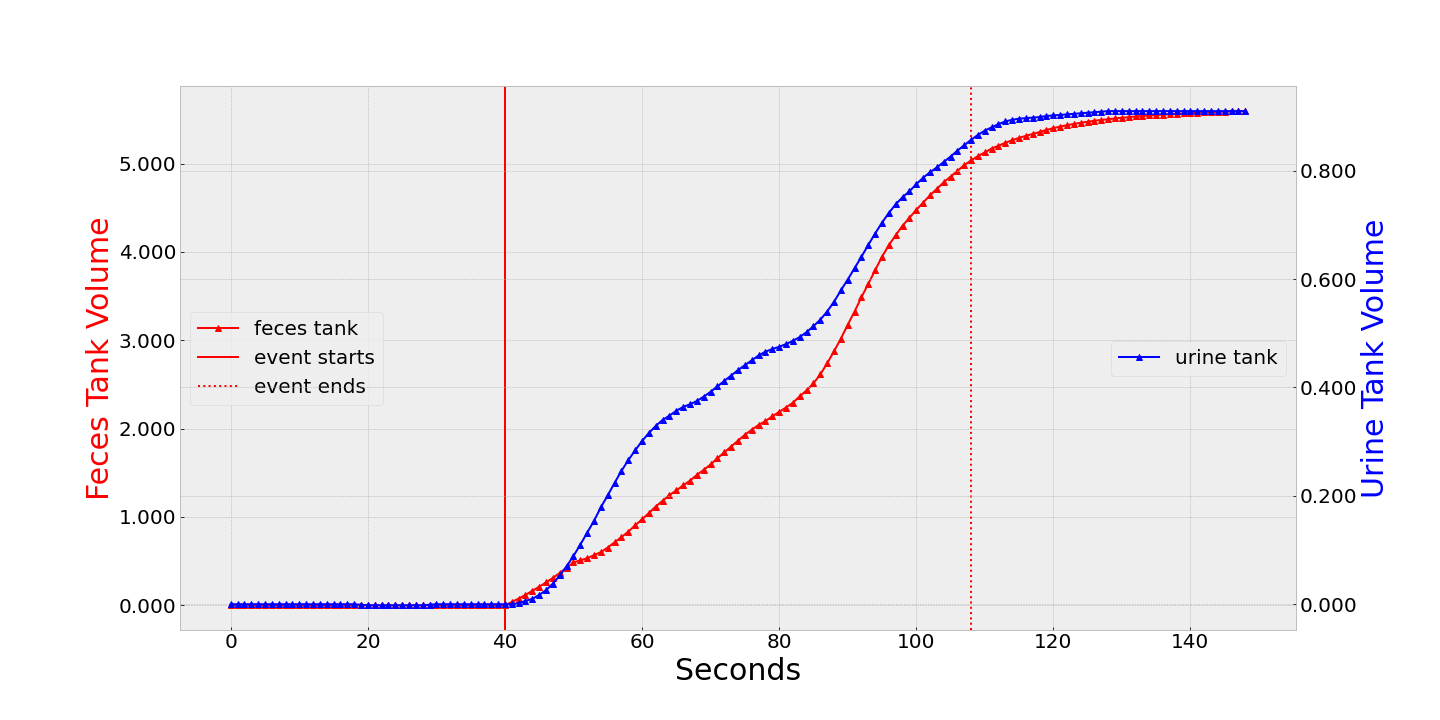 5.000
4.000
3.000
2.000
1.000
0.000
Feces Tank Volume
feces tank
event starts
event ends
urine tank
0.800
0.600
0.400
0.200
0.000
Urine Tank Volume
0 20 40 60 80 100 120 140
Seconds